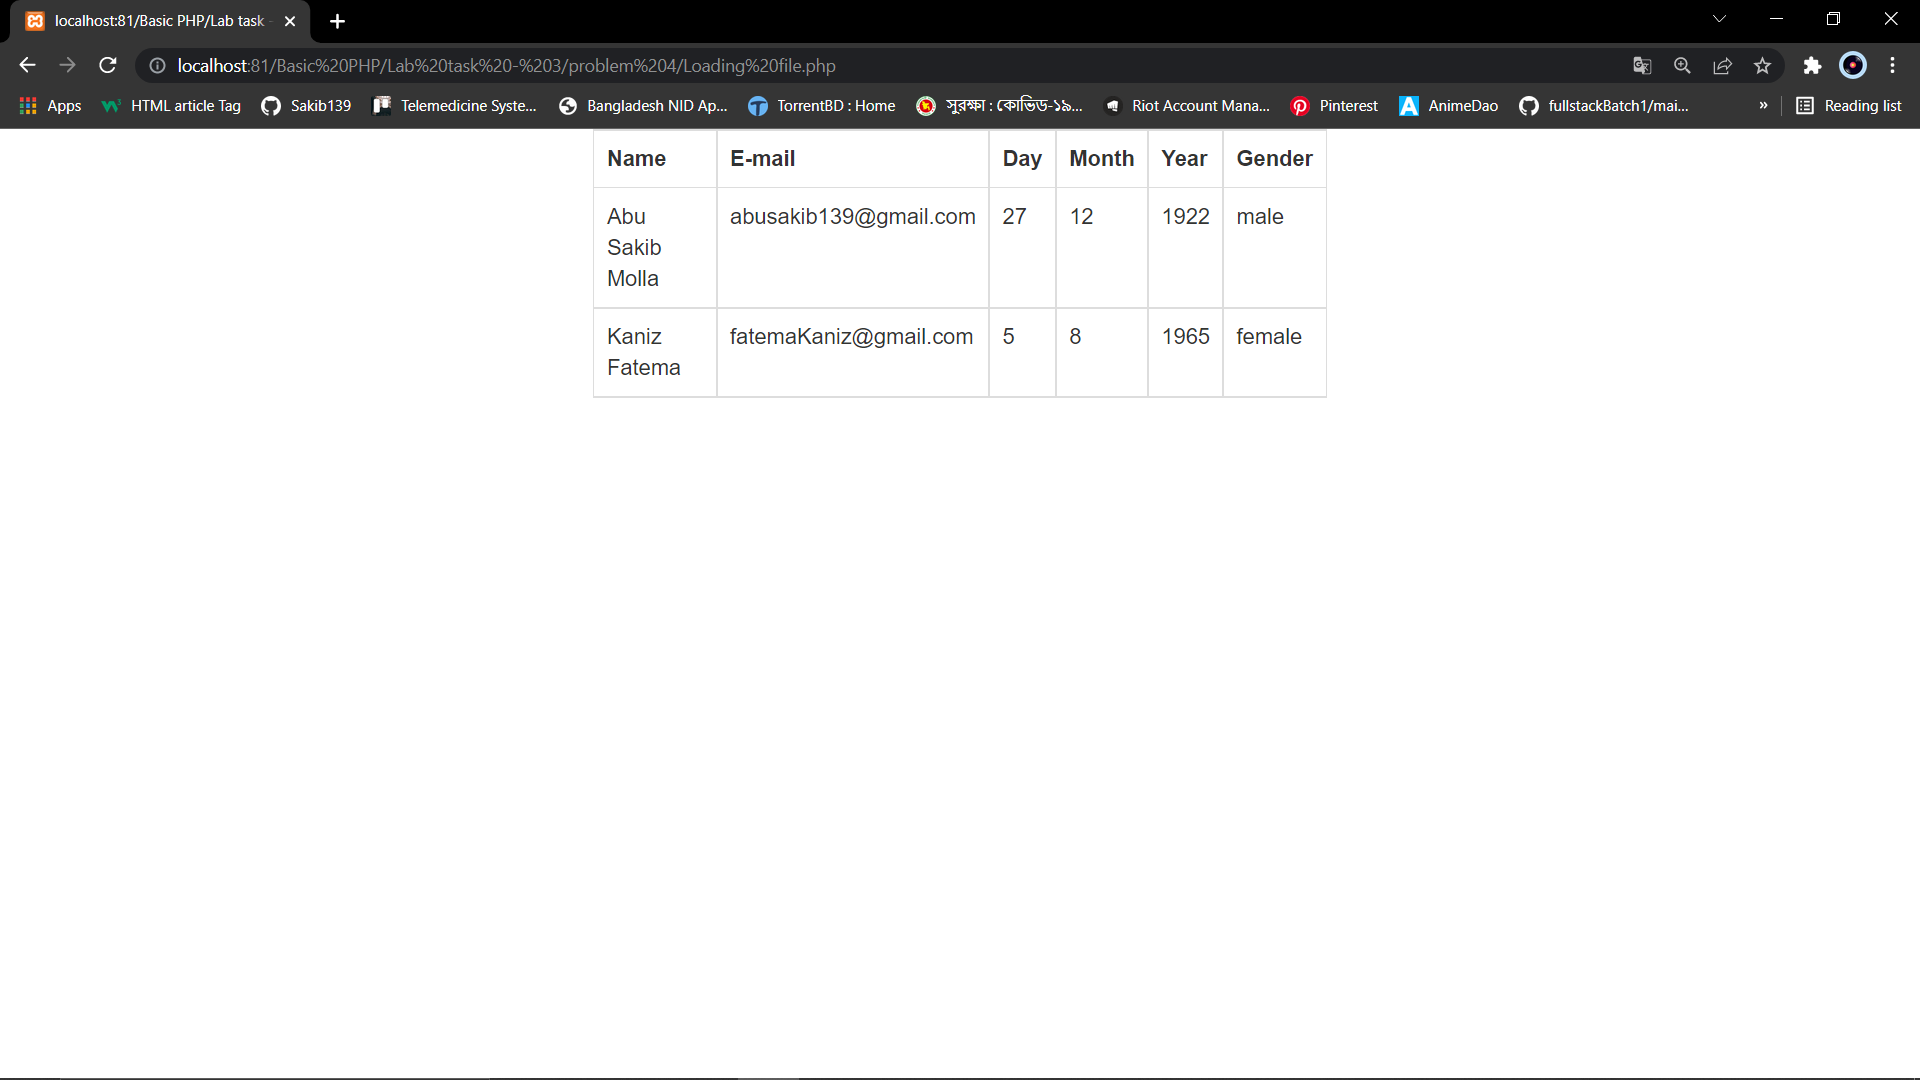 localhost:81/Basic PHP/Lab task -
localhost:81/Basic%20PHP/Lab%20task%20-%203/problem%204/Loading%20file.php
Apps HTML article Tag Sakib139 Telemedicine Syste... Bangladesh NID Ap... TorrentBD : Home সুরক্ষা : কোভিড-১৯... Riot Account Mana... Pinterest AnimeDao fullstackBatch1/mai... » Reading list
Name E-mail Day Month Year Gender
Abu abusakib139@gmail.com 27 12 1922 male
Sakib
Molla
Kaniz fatemaKaniz@gmail.com 5 8 1965 female
Fatema